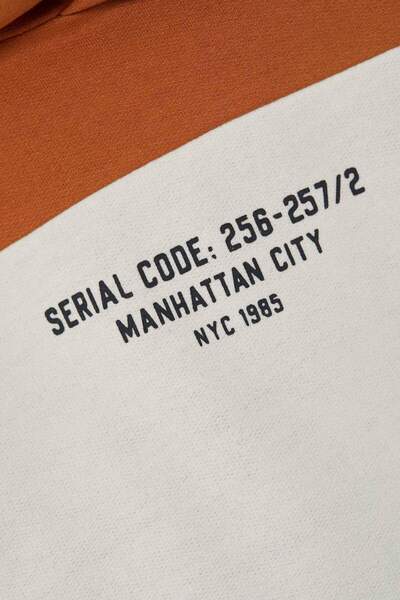 SERIAL CODE: 256-257/2
MANHATTAN CITY
NYC 1985